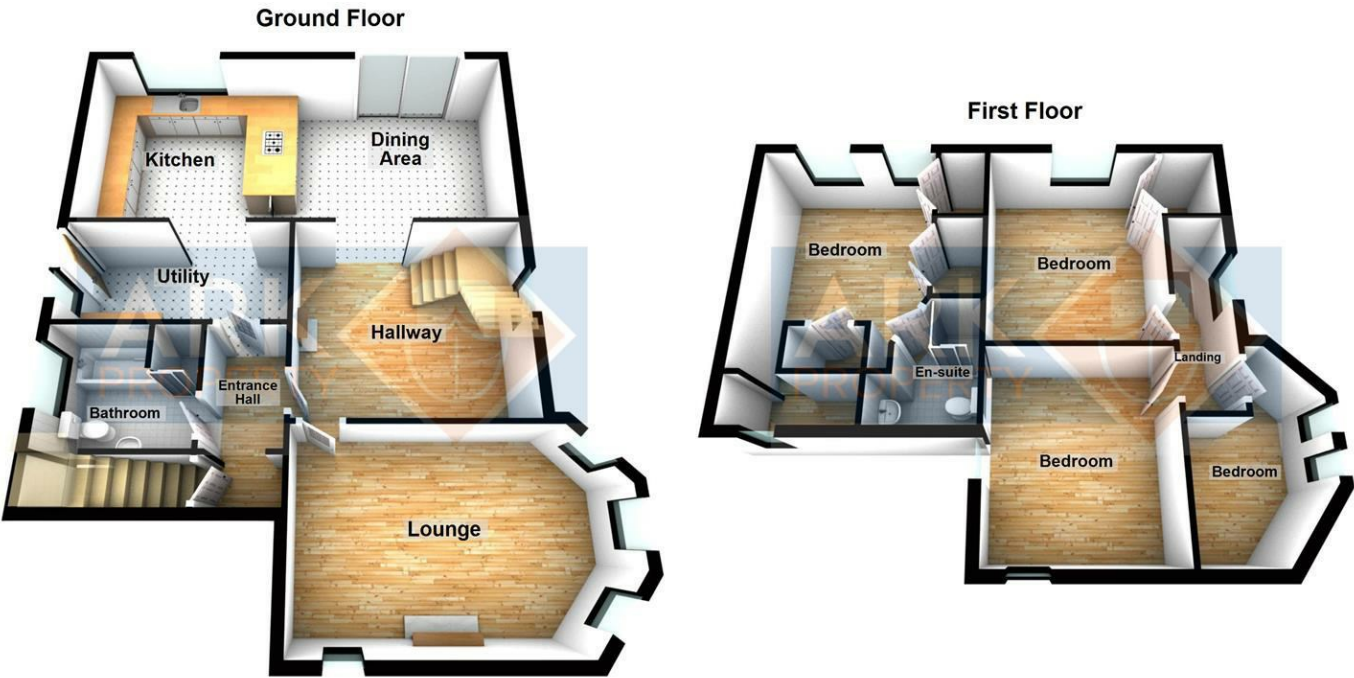 Ground Floor
Kitchen
Dining
Area
Utility
Hallway
Entrance
Hall
Bathroom
Lounge
ARK
PROPERTY
First Floor
Bedroom
Bedroom
En-suite
Landing
Bedroom
Bedroom
ARK
PROPERTY